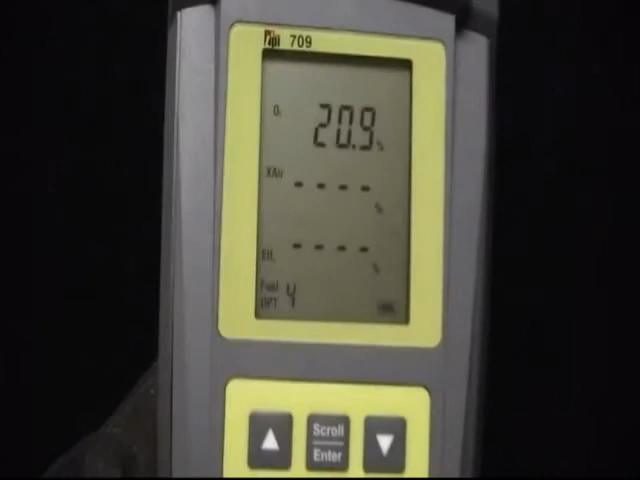 tpi 709
O₂ 20.9 %
XAir - - - - %
Eff. - - - - %
Fuel
OPT 4
Scroll
Enter